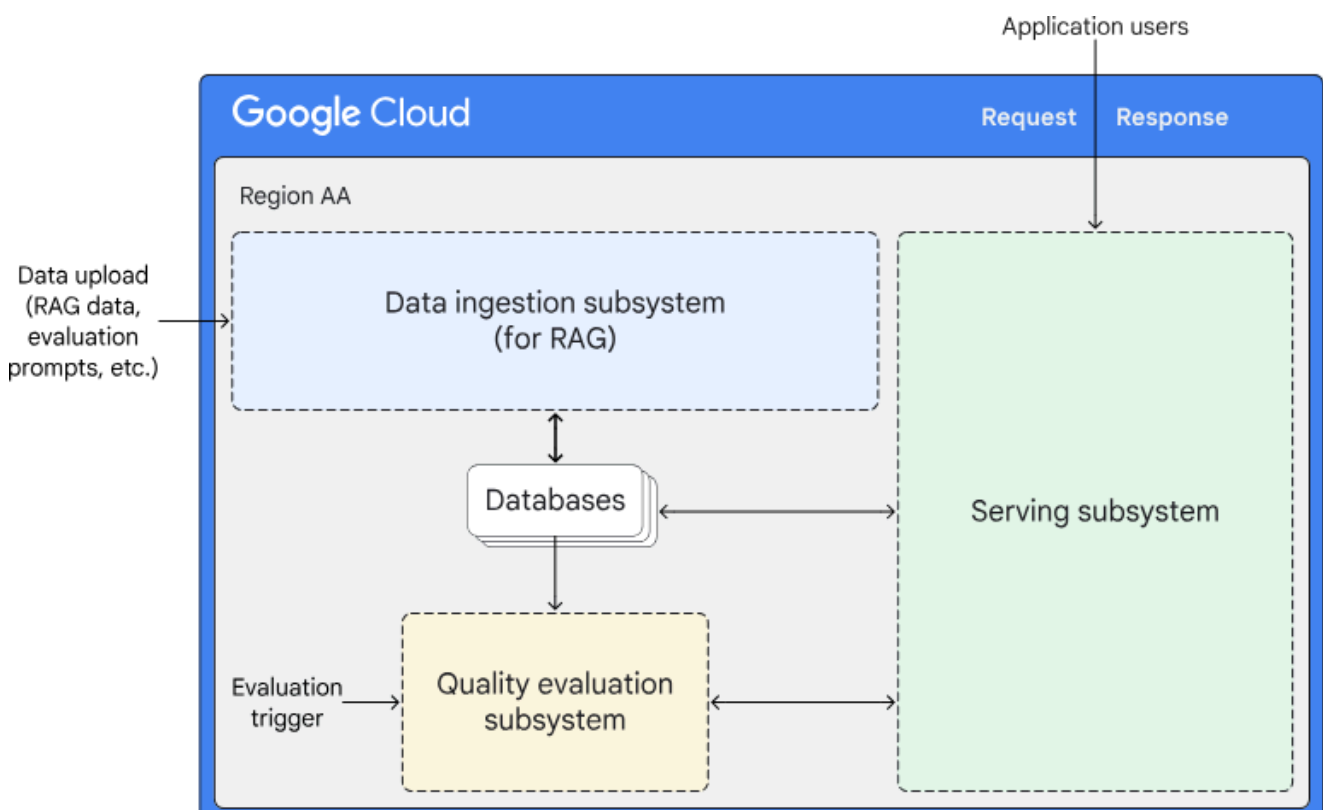 Application users
Google Cloud
Request Response
Region AA
Data upload
(RAG data,
evaluation
prompts, etc.)
Data ingestion subsystem
(for RAG)
Databases
Serving subsystem
Evaluation
trigger
Quality evaluation
subsystem